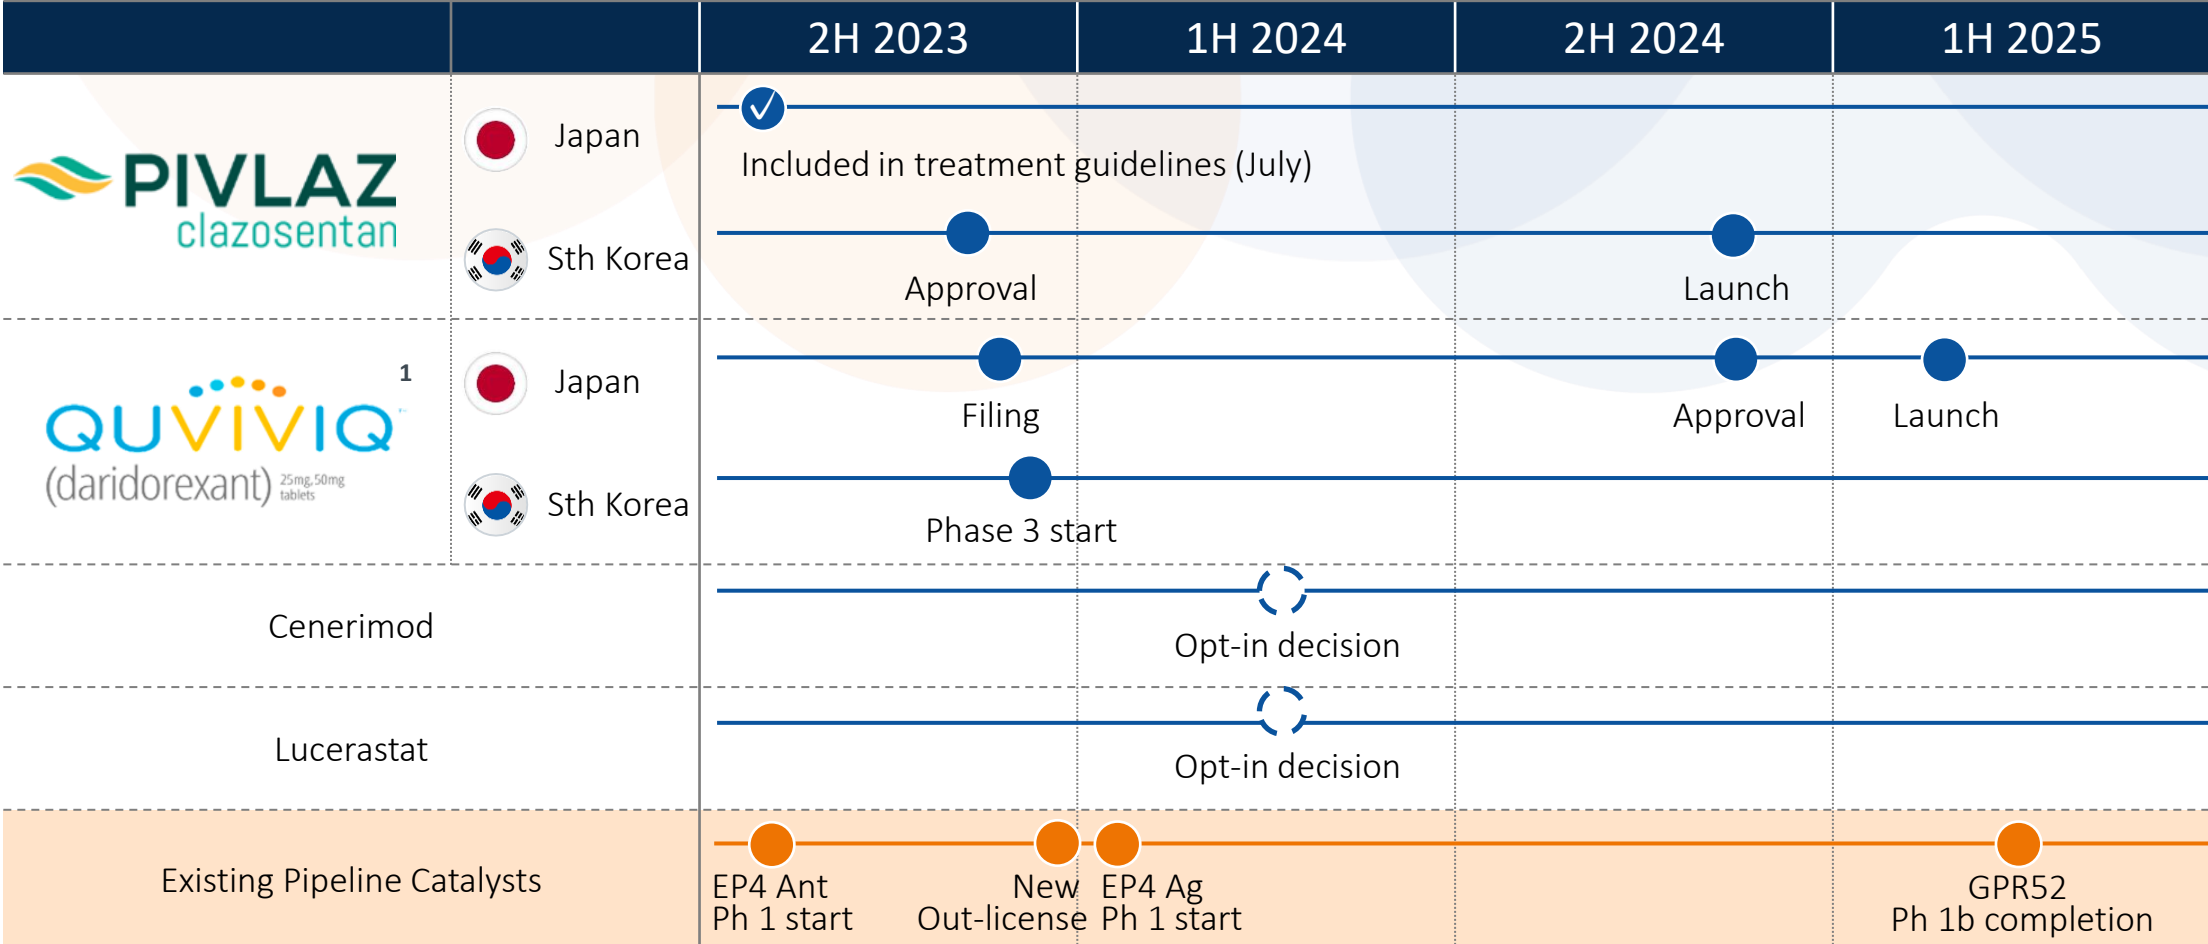 2H 2023
1H 2024
2H 2024
1H 2025
PIVLAZ
clazosentan
Japan
Included in treatment guidelines (July)
Sth Korea
Approval
Launch
QUVIVIQ™ 1
(daridorexant) 25mg, 50mg
tablets
Japan
Filing
Approval
Launch
Sth Korea
Phase 3 start
Cenerimod
Opt-in decision
Lucerastat
Opt-in decision
Existing Pipeline Catalysts
EP4 Ant
Ph 1 start
New
Out-license
EP4 Ag
Ph 1 start
GPR52
Ph 1b completion